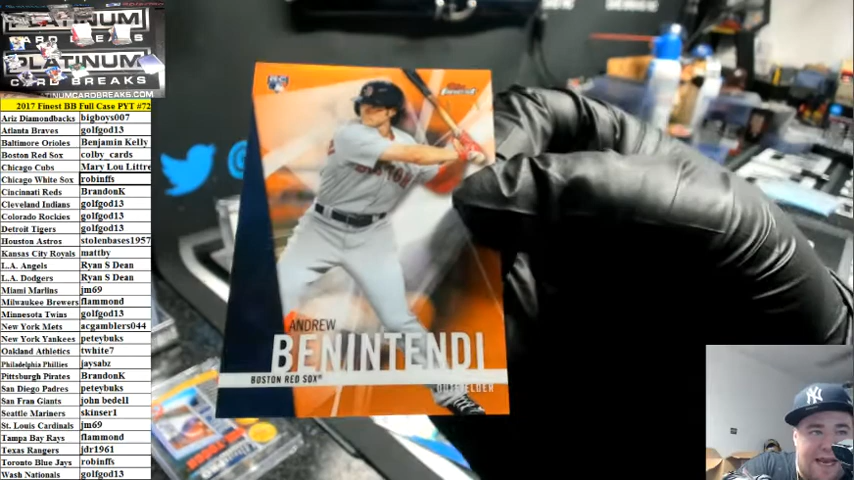 PLATINUM
CARD BREAKS
PLATINUMCARDBREAKS.COM
2017 Finest BB Full Case PYT #72
Ariz Diamondbacks bigboys007
Atlanta Braves golfgod13
Baltimore Orioles Benjamin Kelly
Boston Red Sox colby_cards
Chicago Cubs Mary Lou Littre
Chicago White Sox robinffs
Cincinnati Reds BrandonK
Cleveland Indians golfgod13
Colorado Rockies golfgod13
Detroit Tigers golfgod13
Houston Astros stolenbases1957
Kansas City Royals mattby
L.A. Angels Ryan S Dean
L.A. Dodgers Ryan S Dean
Miami Marlins jm69
Milwaukee Brewers flammond
Minnesota Twins golfgod13
New York Mets acgamblers044
New York Yankees peteybuks
Oakland Athletics twhite7
Philadelphia Phillies jaysabz
Pittsburgh Pirates BrandonK
San Diego Padres peteybuks
San Fran Giants john bedell
Seattle Mariners skinser1
St. Louis Cardinals jm69
Tampa Bay Rays flammond
Texas Rangers jdr1961
Toronto Blue Jays robinffs
Wash Nationals golfgod13
finest
ANDREW
BENINTENDI
BOSTON RED SOX
OUTFIELDER